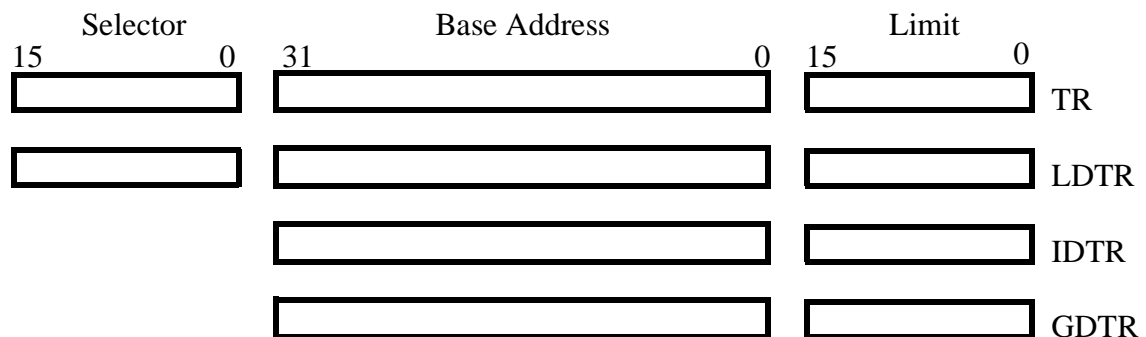 Selector Base Address Limit
15 0 31 0 15 0
TR
LDTR
IDTR
GDTR